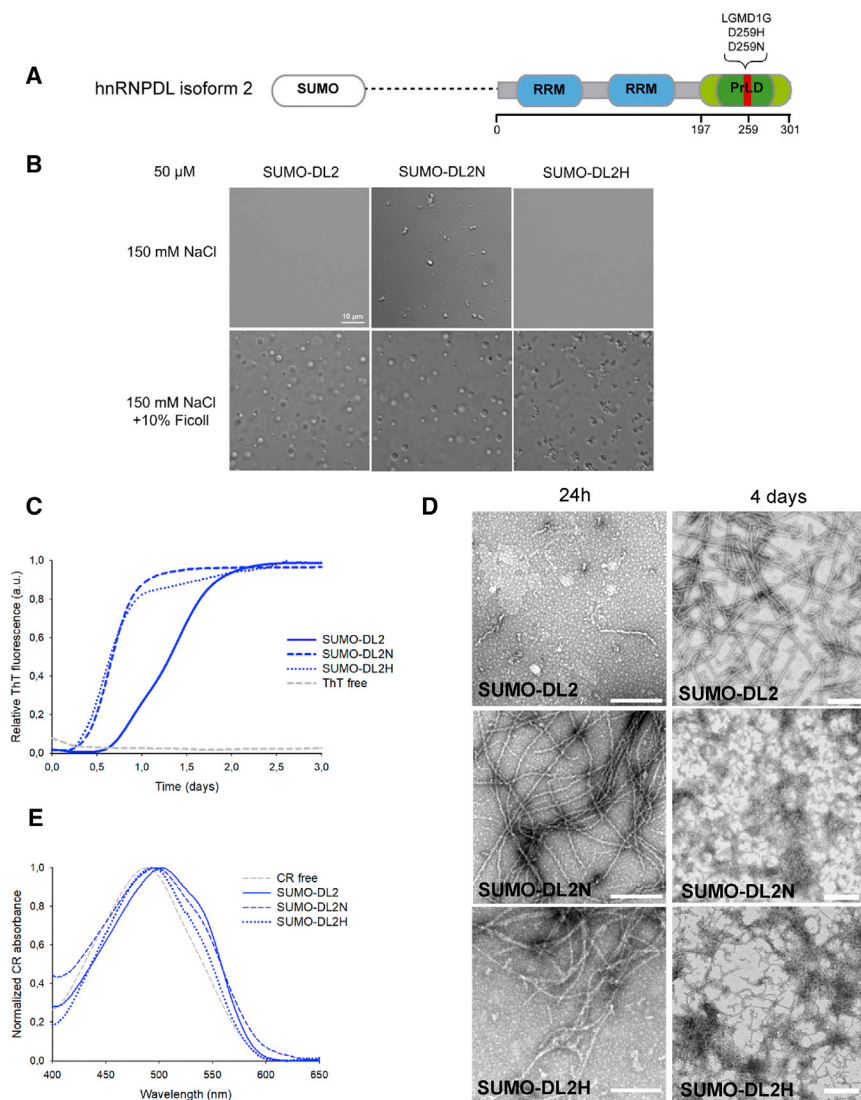 A
hnRNPDL isoform 2
SUMO
RRM
RRM
PrLD
LGMD1G
D259H
D259N
0
197
259
301
B
50 µM
SUMO-DL2
SUMO-DL2N
SUMO-DL2H
150 mM NaCl
10 µm
150 mM NaCl
+10% Ficoll
C
Relative ThT fluorescence (a.u.)
1,0
0,8
0,6
0,4
0,2
0,0
SUMO-DL2
SUMO-DL2N
SUMO-DL2H
ThT free
0,0
0,5
1,0
1,5
2,0
2,5
3,0
Time (days)
D
24h
4 days
SUMO-DL2
SUMO-DL2
SUMO-DL2N
SUMO-DL2N
SUMO-DL2H
SUMO-DL2H
E
Normalized CR absorbance
1,0
0,8
0,6
0,4
0,2
0,0
CR free
SUMO-DL2
SUMO-DL2N
SUMO-DL2H
400
450
500
550
600
650
Wavelength (nm)